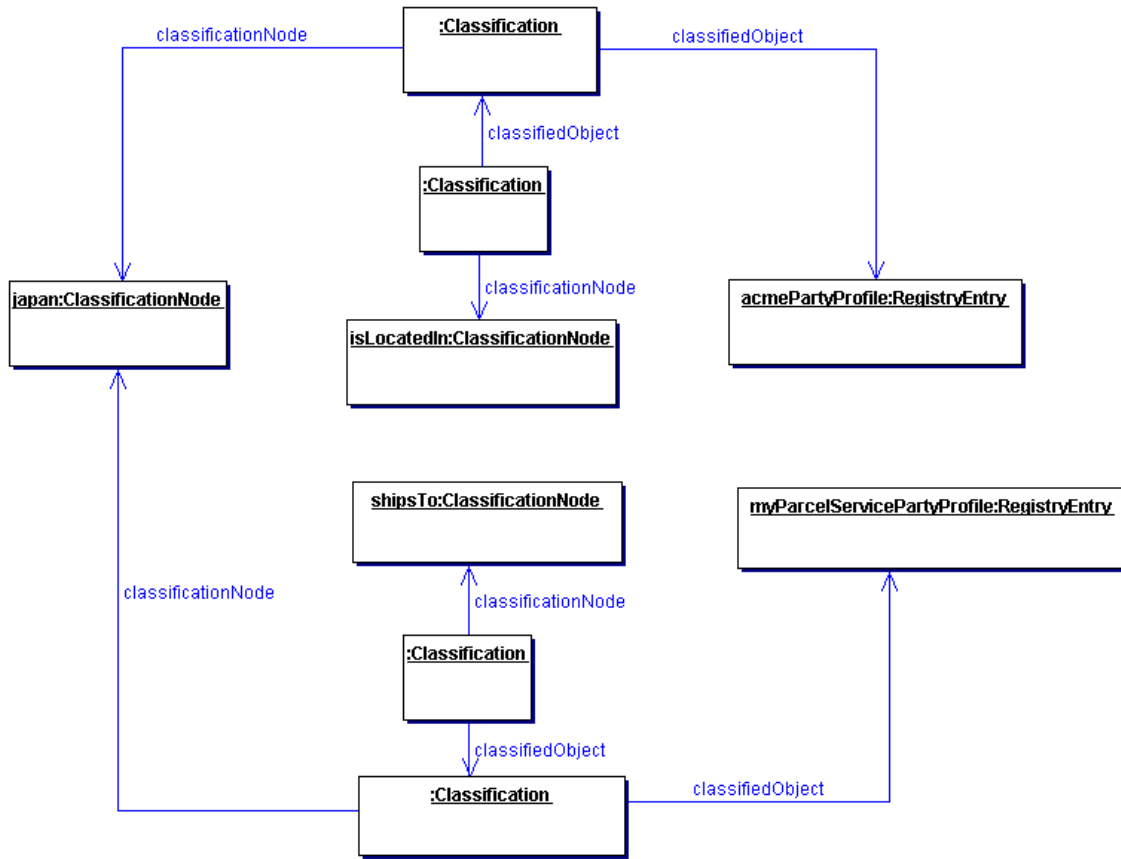 :Classification
classificationNode
classifiedObject
classifiedObject
:Classification
classificationNode
japan:ClassificationNode
acmePartyProfile:RegistryEntry
isLocatedIn:ClassificationNode
shipsTo:ClassificationNode
myParcelServicePartyProfile:RegistryEntry
classificationNode
classificationNode
:Classification
classifiedObject
:Classification
classifiedObject